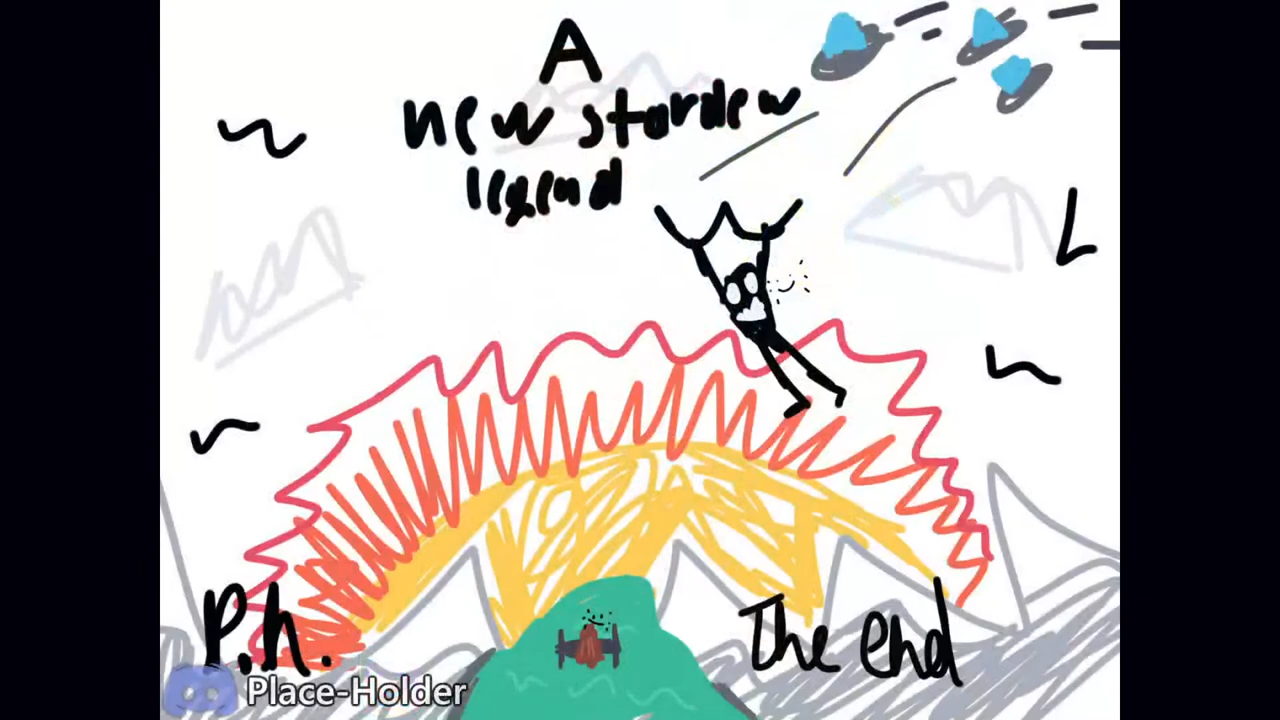 A
new stardew
legend
P.h.
The end
Place-Holder